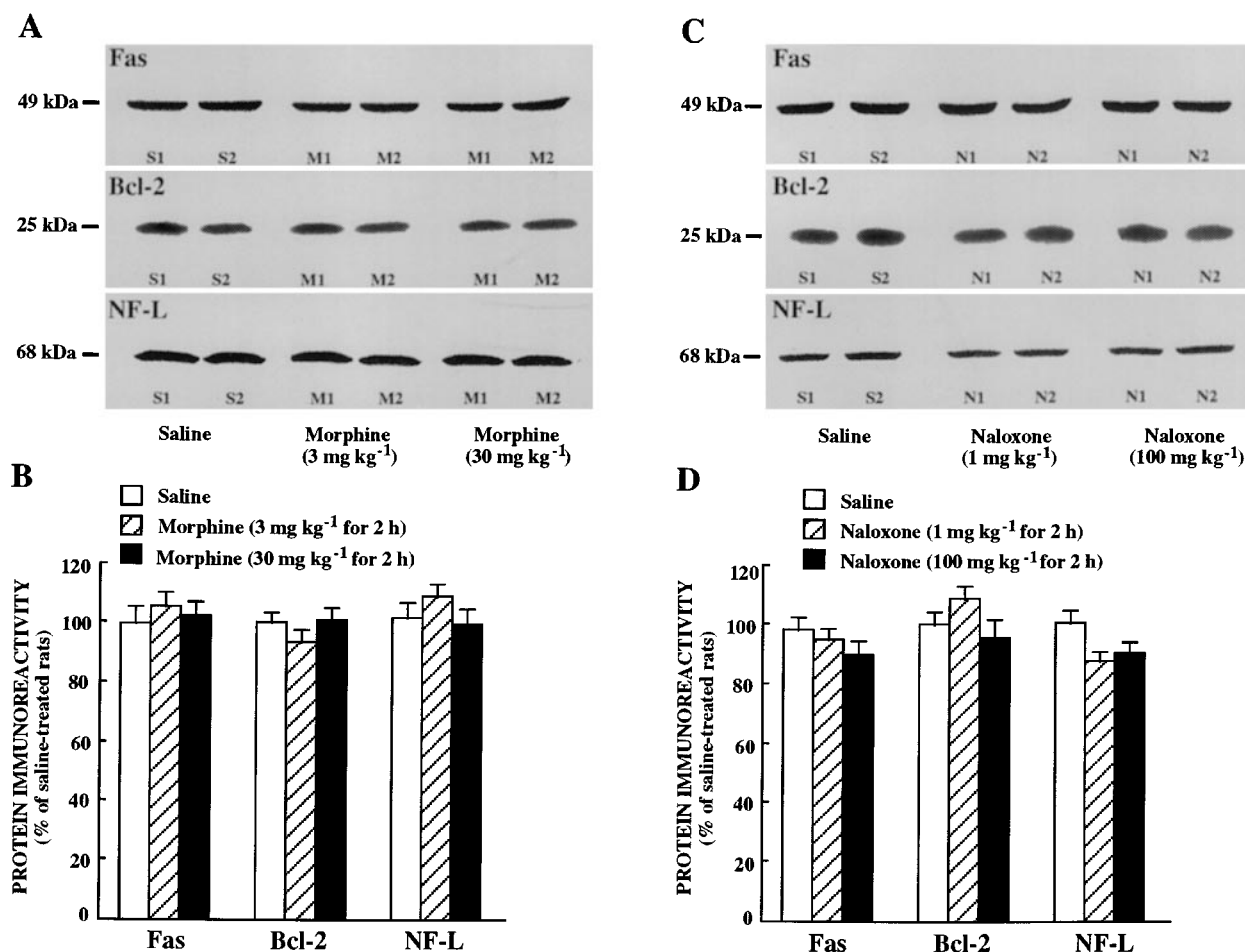 A
Fas
49 kDa
S1 S2 M1 M2 M1 M2
Bcl-2
25 kDa
S1 S2 M1 M2 M1 M2
NF-L
68 kDa
S1 S2 M1 M2 M1 M2
Saline Morphine (3 mg kg⁻¹) Morphine (30 mg kg⁻¹)
B
Saline
Morphine (3 mg kg⁻¹ for 2 h)
Morphine (30 mg kg⁻¹ for 2 h)
PROTEIN IMMUNOREACTIVITY
(% of saline-treated rats)
120
100
80
60
40
20
0
Fas Bcl-2 NF-L
C
Fas
49 kDa
S1 S2 N1 N2 N1 N2
Bcl-2
25 kDa
S1 S2 N1 N2 N1 N2
NF-L
68 kDa
S1 S2 N1 N2 N1 N2
Saline Naloxone (1 mg kg⁻¹) Naloxone (100 mg kg⁻¹)
D
Saline
Naloxone (1 mg kg⁻¹ for 2 h)
Naloxone (100 mg kg⁻¹ for 2 h)
PROTEIN IMMUNOREACTIVITY
(% of saline-treated rats)
120
100
80
60
40
20
0
Fas Bcl-2 NF-L